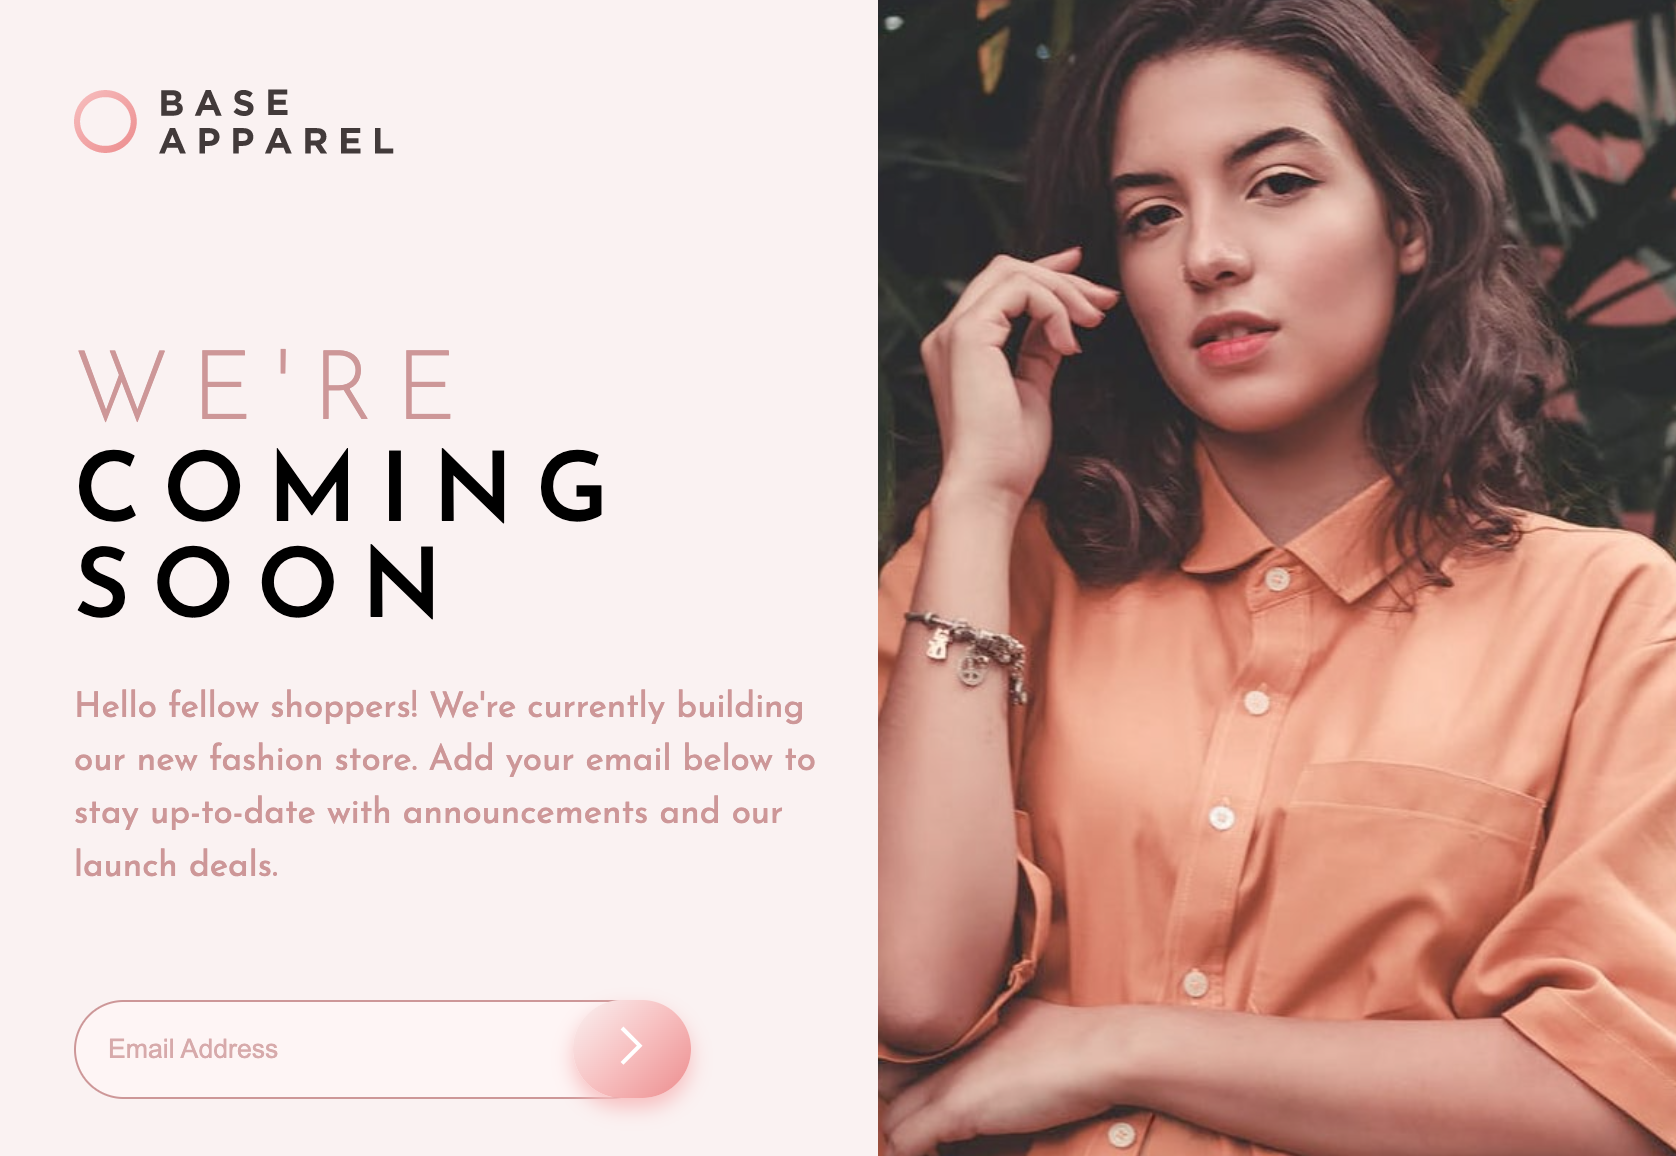 BASE
APPAREL
WE'RE
COMING
SOON
Hello fellow shoppers! We're currently building
our new fashion store. Add your email below to
stay up-to-date with announcements and our
launch deals.
Email Address